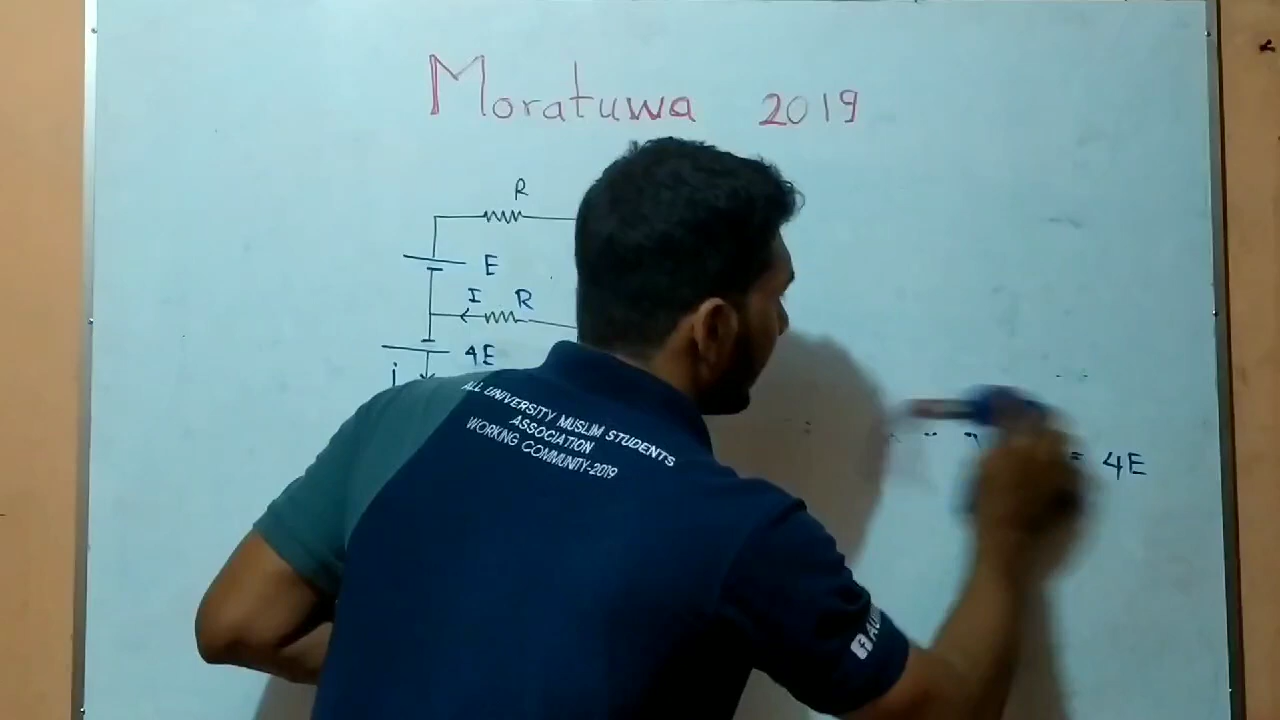 Moratuwa 2019
R
E
I R
4E
i
= 4E
ALL UNIVERSITY MUSLIM STUDENTS
ASSOCIATION
WORKING COMMUNITY-2019